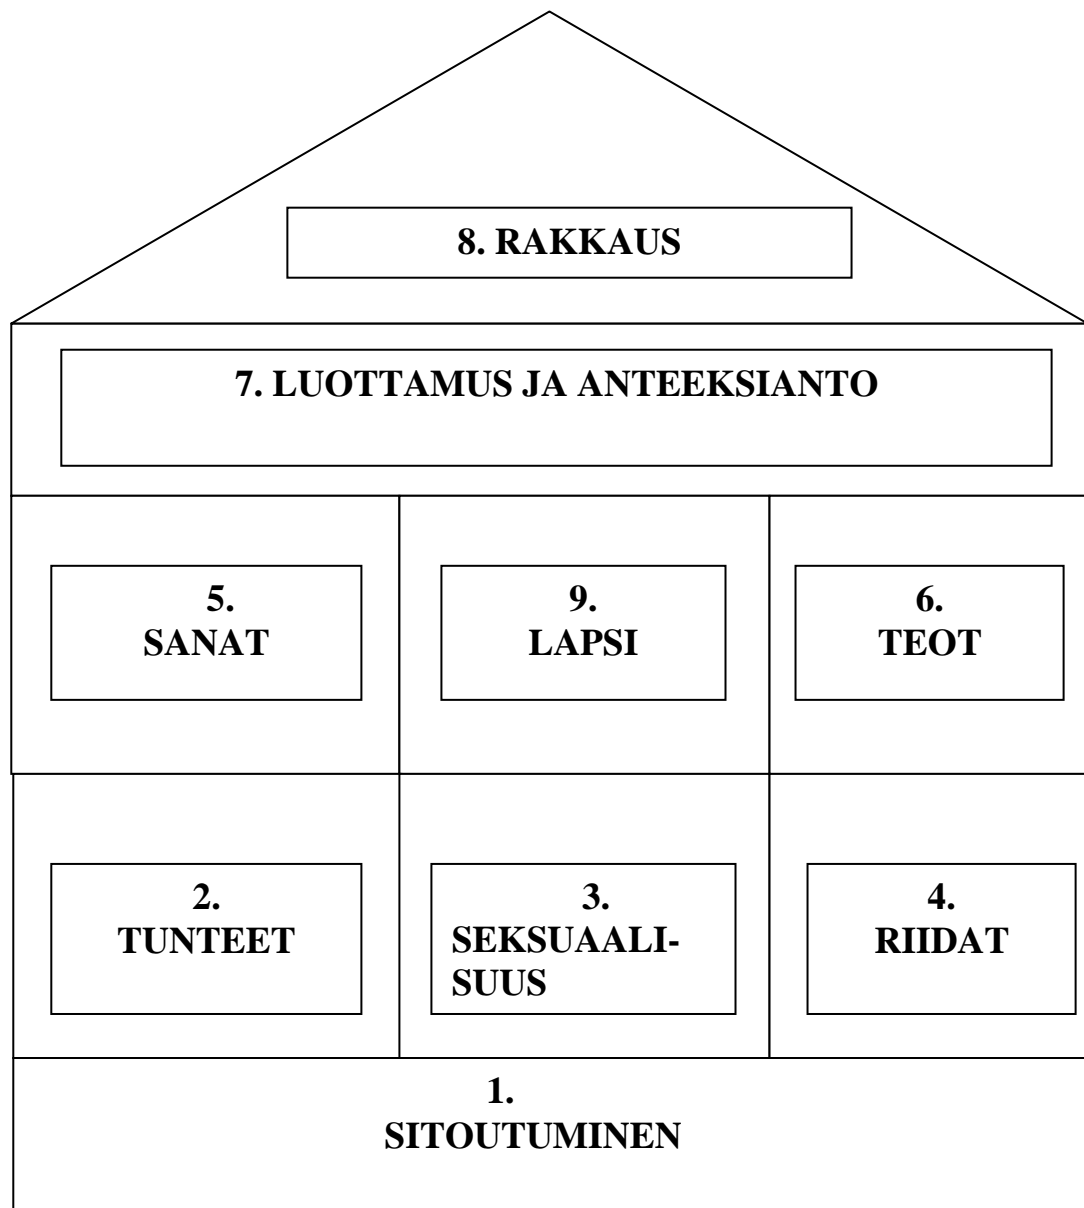 8. RAKKAUS
7. LUOTTAMUS JA ANTEEKSIANTO
5.
SANAT
9.
LAPSI
6.
TEOT
2.
TUNTEET
3.
SEKSUAALI-
SUUS
4.
RIIDAT
1.
SITOUTUMINEN